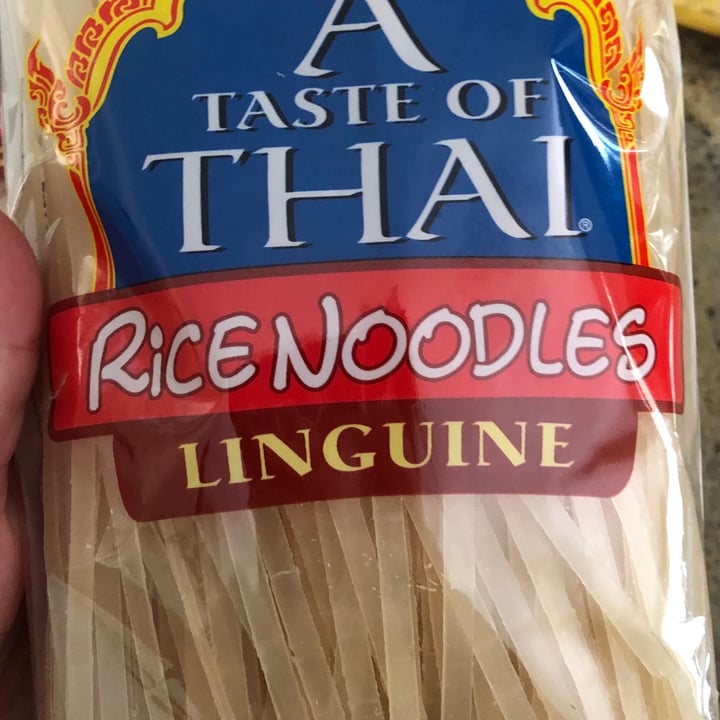 A
TASTE OF
THAI®
RiCE NOODLES
LINGUINE